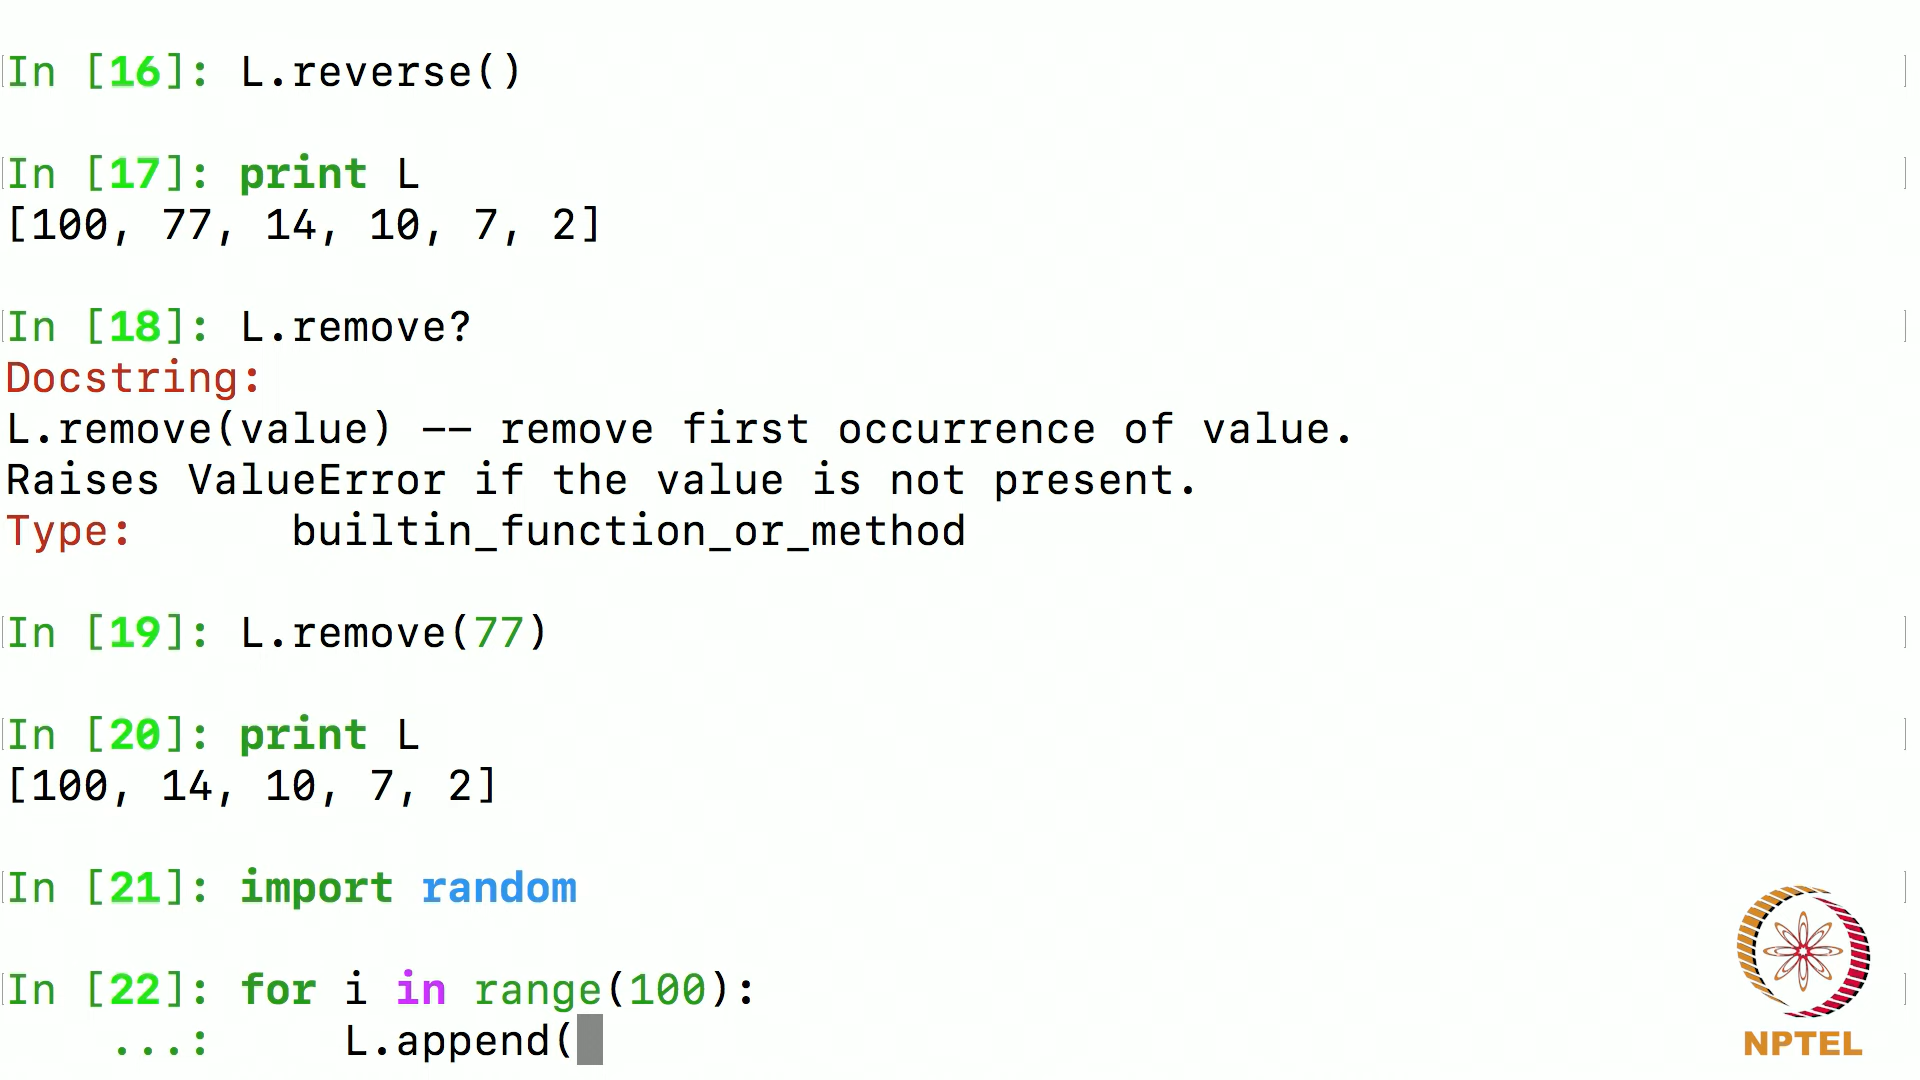 In [16]: L.reverse()
In [17]: print L
[100, 77, 14, 10, 7, 2]
In [18]: L.remove?
Docstring:
L.remove(value) -- remove first occurrence of value.
Raises ValueError if the value is not present.
Type:      builtin_function_or_method
In [19]: L.remove(77)
In [20]: print L
[100, 14, 10, 7, 2]
In [21]: import random
In [22]: for i in range(100):
    ...:     L.append(
NPTEL